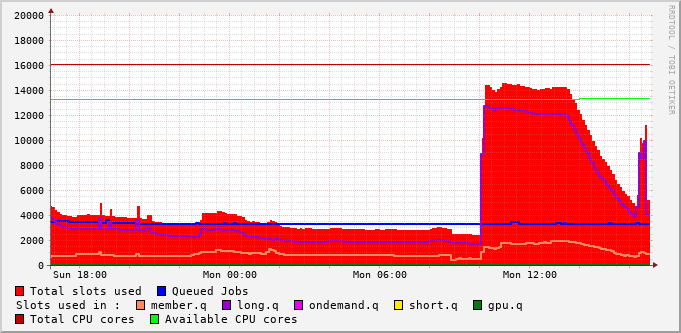 RRDTOOL / TOBI OETIKER
20000
18000
16000
14000
12000
10000
8000
6000
4000
2000
0
Sun 18:00 Mon 00:00 Mon 06:00 Mon 12:00
Total slots used Queued Jobs
Slots used in : member.q long.q ondemand.q short.q gpu.q
Total CPU cores Available CPU cores